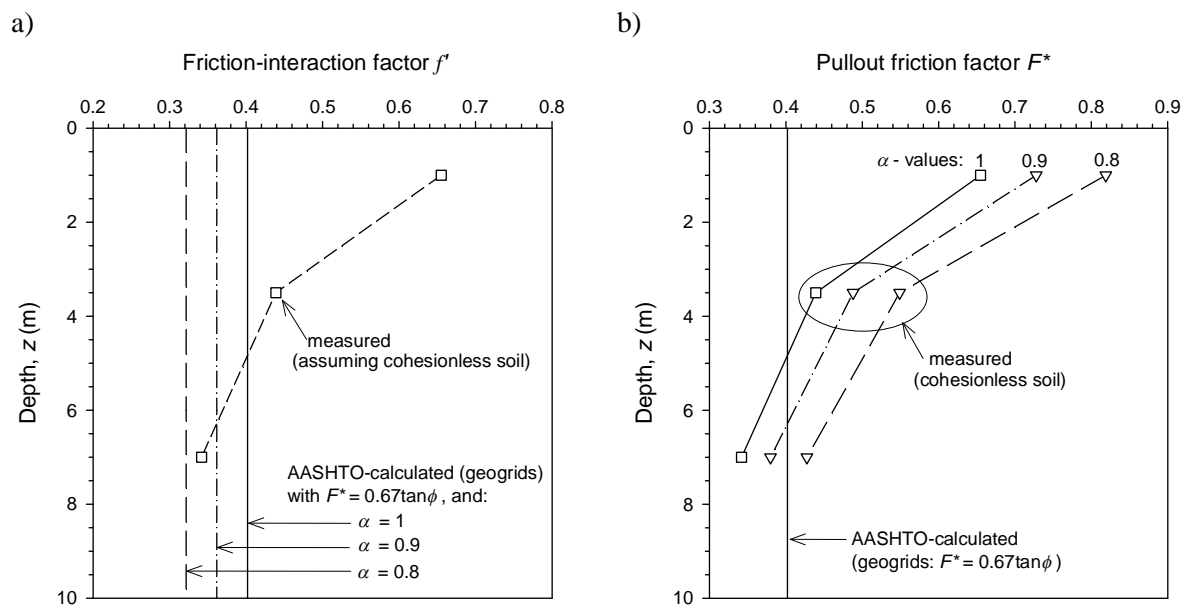 a)
Friction-interaction factor f'
0.2 0.3 0.4 0.5 0.6 0.7 0.8
0
2
4
6
8
10
Depth, z (m)
measured
(assuming cohesionless soil)
AASHTO-calculated (geogrids)
with F* = 0.67tanϕ , and:
α = 1
α = 0.9
α = 0.8
b)
Pullout friction factor F*
0.3 0.4 0.5 0.6 0.7 0.8 0.9
0
2
4
6
8
10
Depth, z (m)
α - values: 1 0.9 0.8
measured
(cohesionless soil)
AASHTO-calculated
(geogrids: F* = 0.67tanϕ )